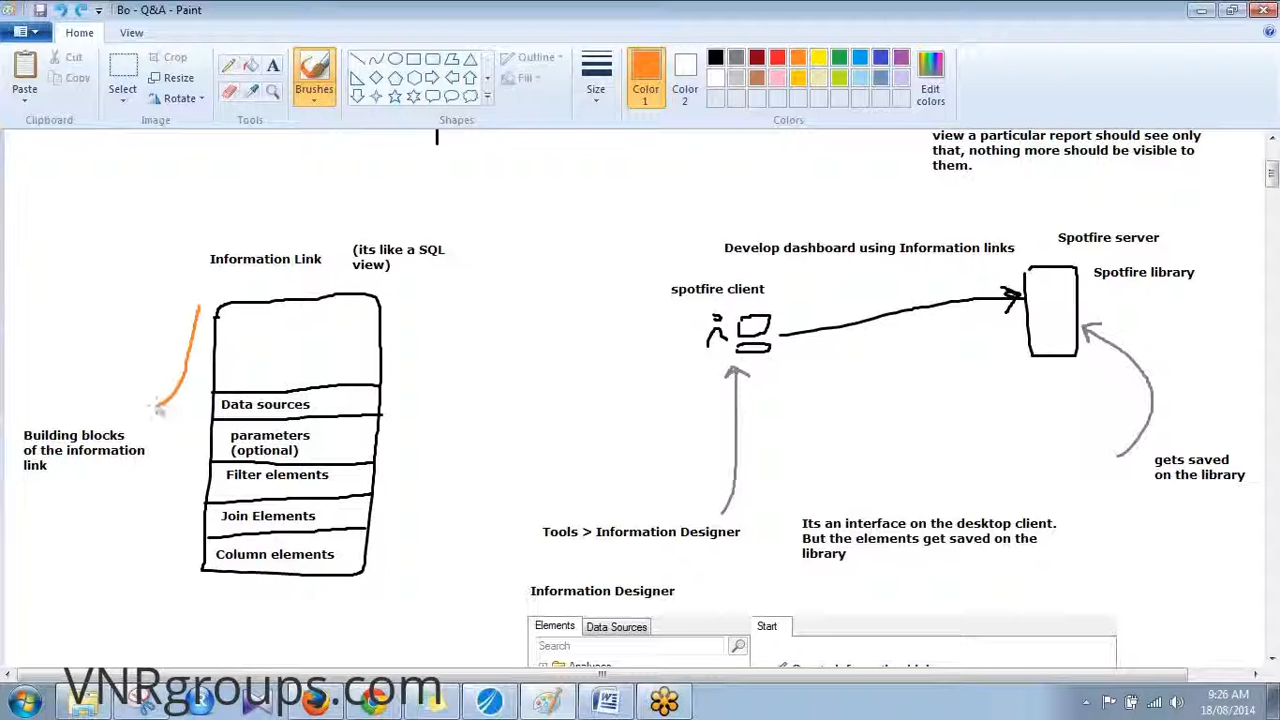 Bo - Q&A - Paint
Home
View
Paste
Cut
Copy
Clipboard
Select
Crop
Resize
Rotate
Image
Tools
Brushes
Shapes
Outline
Fill
Size
Color
1
Color
2
Edit
colors
Colors
view a particular report should see only
that, nothing more should be visible to
them.
Information Link
(its like a SQL
view)
Data sources
parameters
(optional)
Filter elements
Join Elements
Column elements
Building blocks
of the information
link
Develop dashboard using Information links
Spotfire server
Spotfire library
spotfire client
gets saved
on the library
Tools > Information Designer
Its an interface on the desktop client.
But the elements get saved on the
library
Information Designer
Elements
Data Sources
Start
Search
VNRgroups.com
9:26 AM
18/08/2014